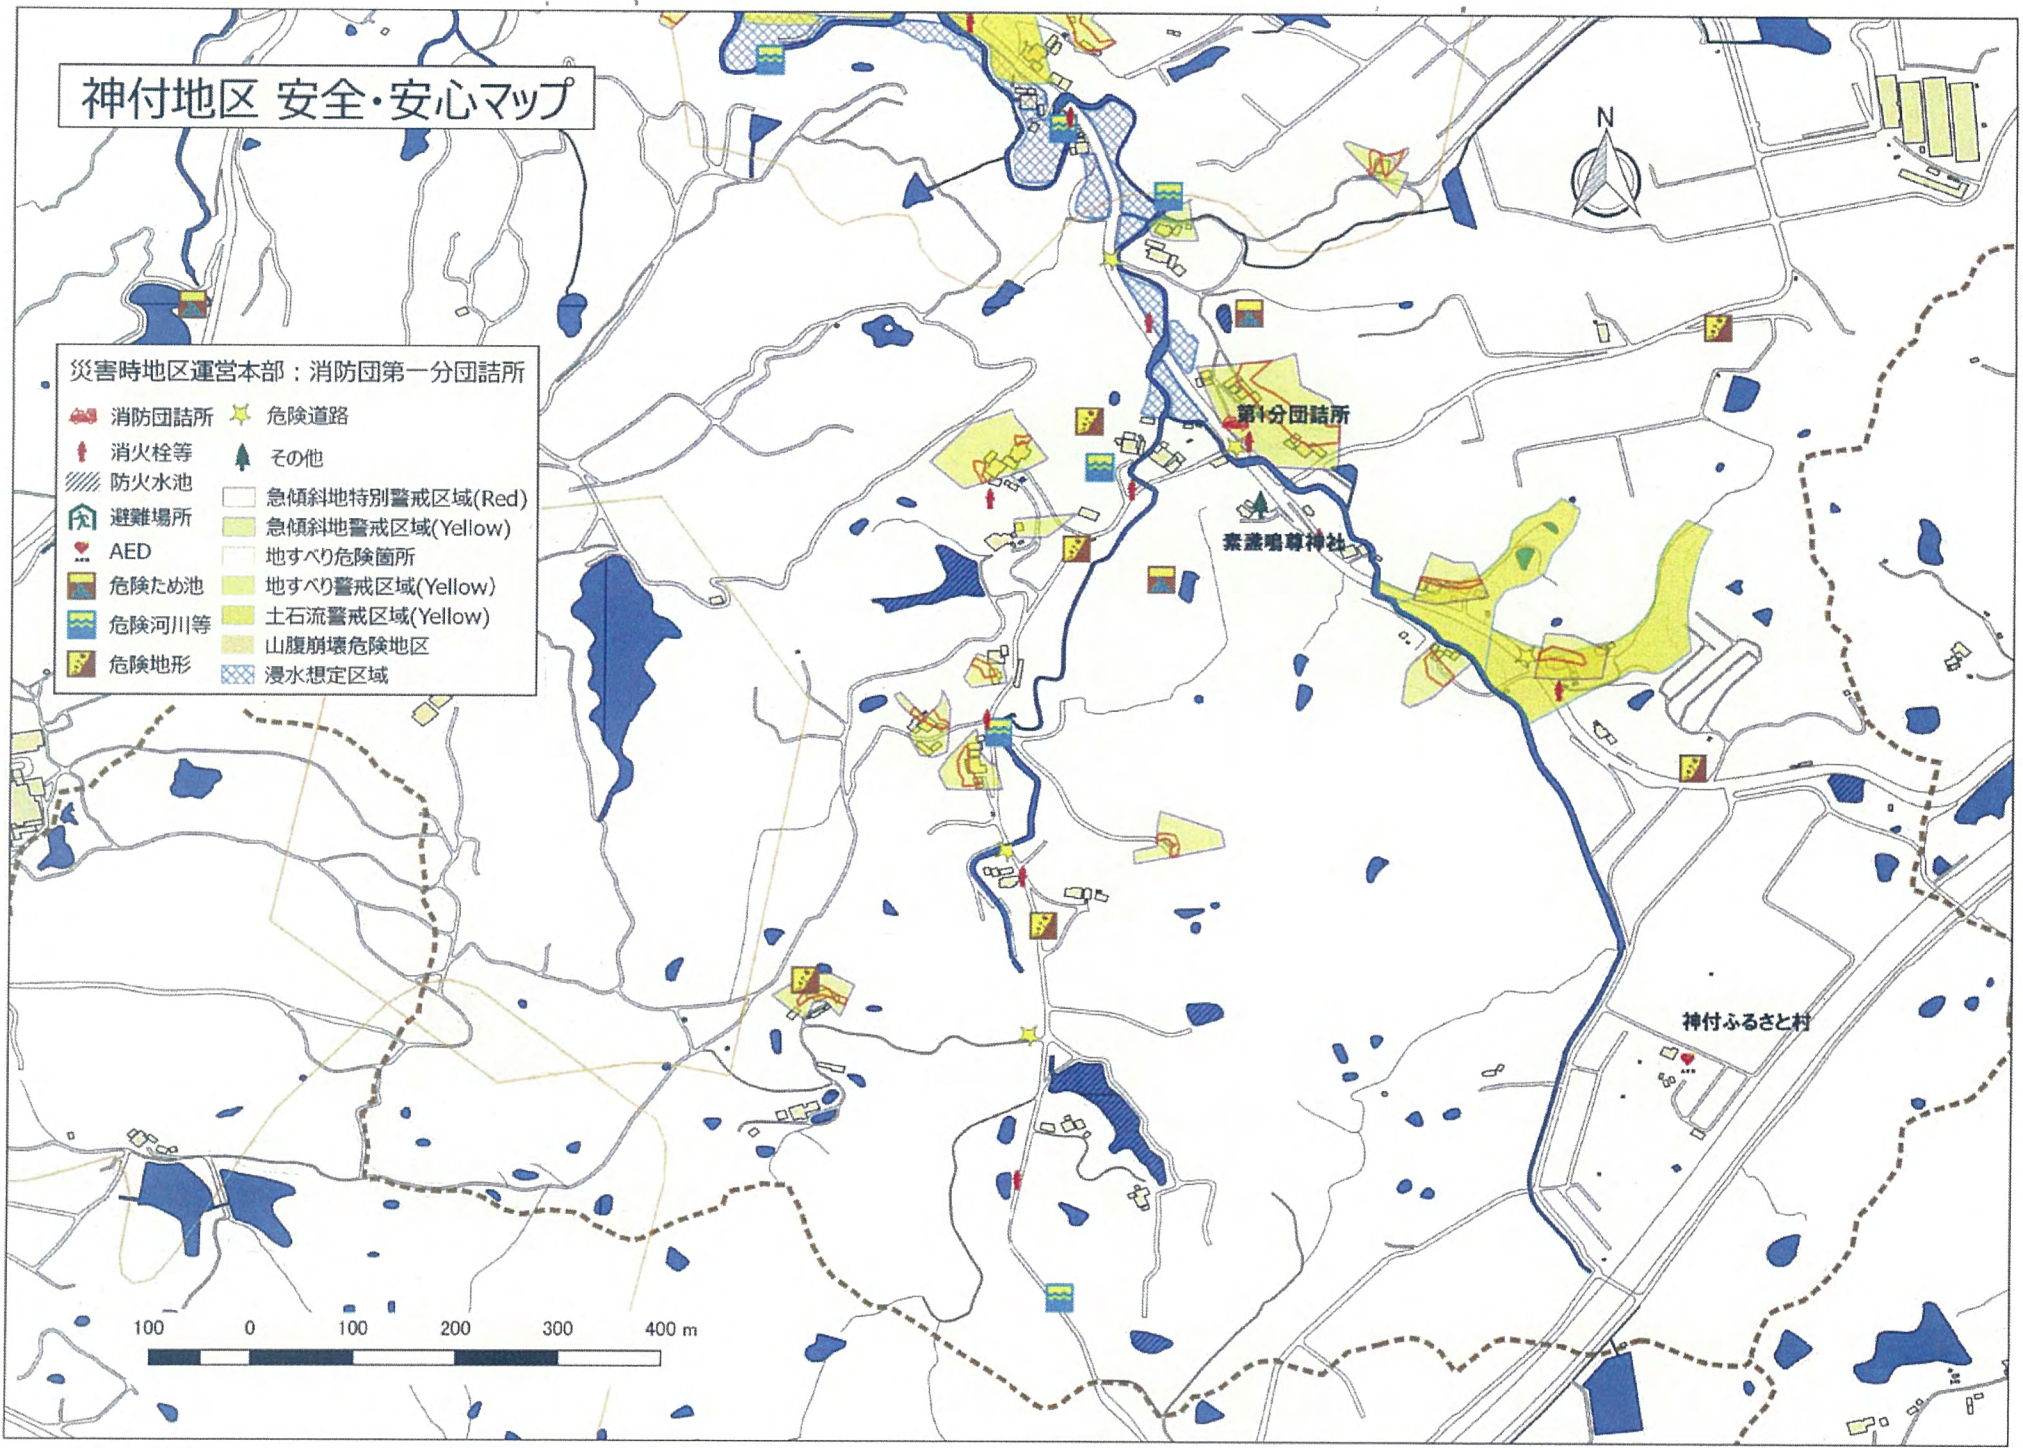 神付地区 安全・安心マップ
N
災害時地区運営本部：消防団第一分団詰所
消防団詰所
消火栓等
防火水池
避難場所
AED
危険ため池
危険河川等
危険地形
危険道路
その他
急傾斜地特別警戒区域(Red)
急傾斜地警戒区域(Yellow)
地すべり危険箇所
地すべり警戒区域(Yellow)
土石流警戒区域(Yellow)
山腹崩壊危険地区
浸水想定区域
第1分団詰所
素盞嗚尊神社
神付ふるさと村
AED
100 0 100 200 300 400 m